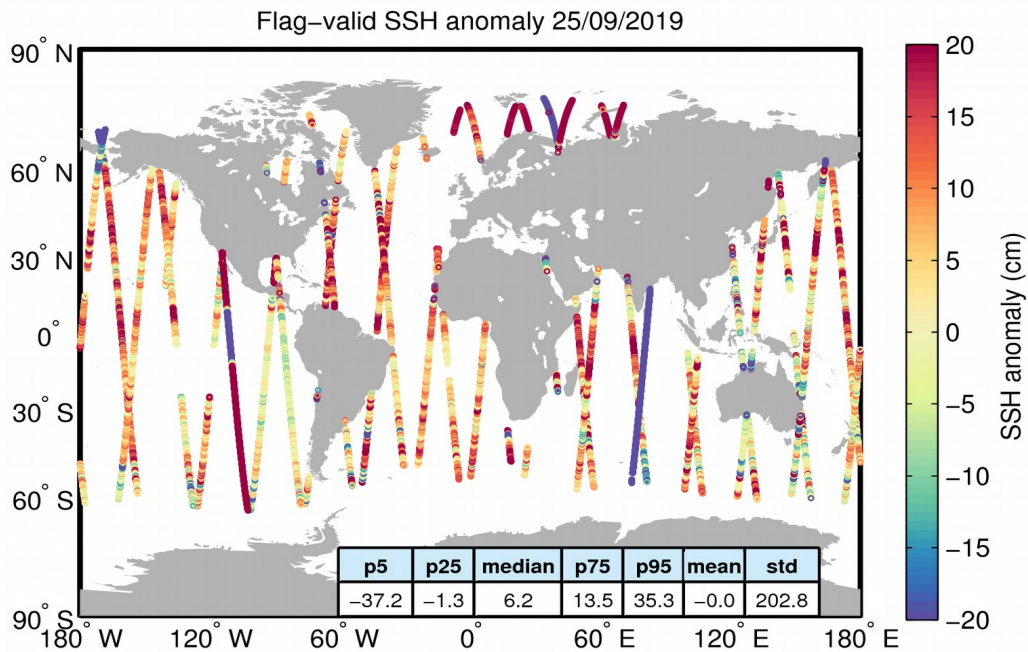 Flag−valid SSH anomaly 25/09/2019
90° N
60° N
30° N
0°
30° S
60° S
90° S
180° W
120° W
60° W
0°
60° E
120° E
180° E
p5 p25 median p75 p95 mean std
−37.2 −1.3 6.2 13.5 35.3 −0.0 202.8
20
15
10
5
0
−5
−10
−15
−20
SSH anomaly (cm)